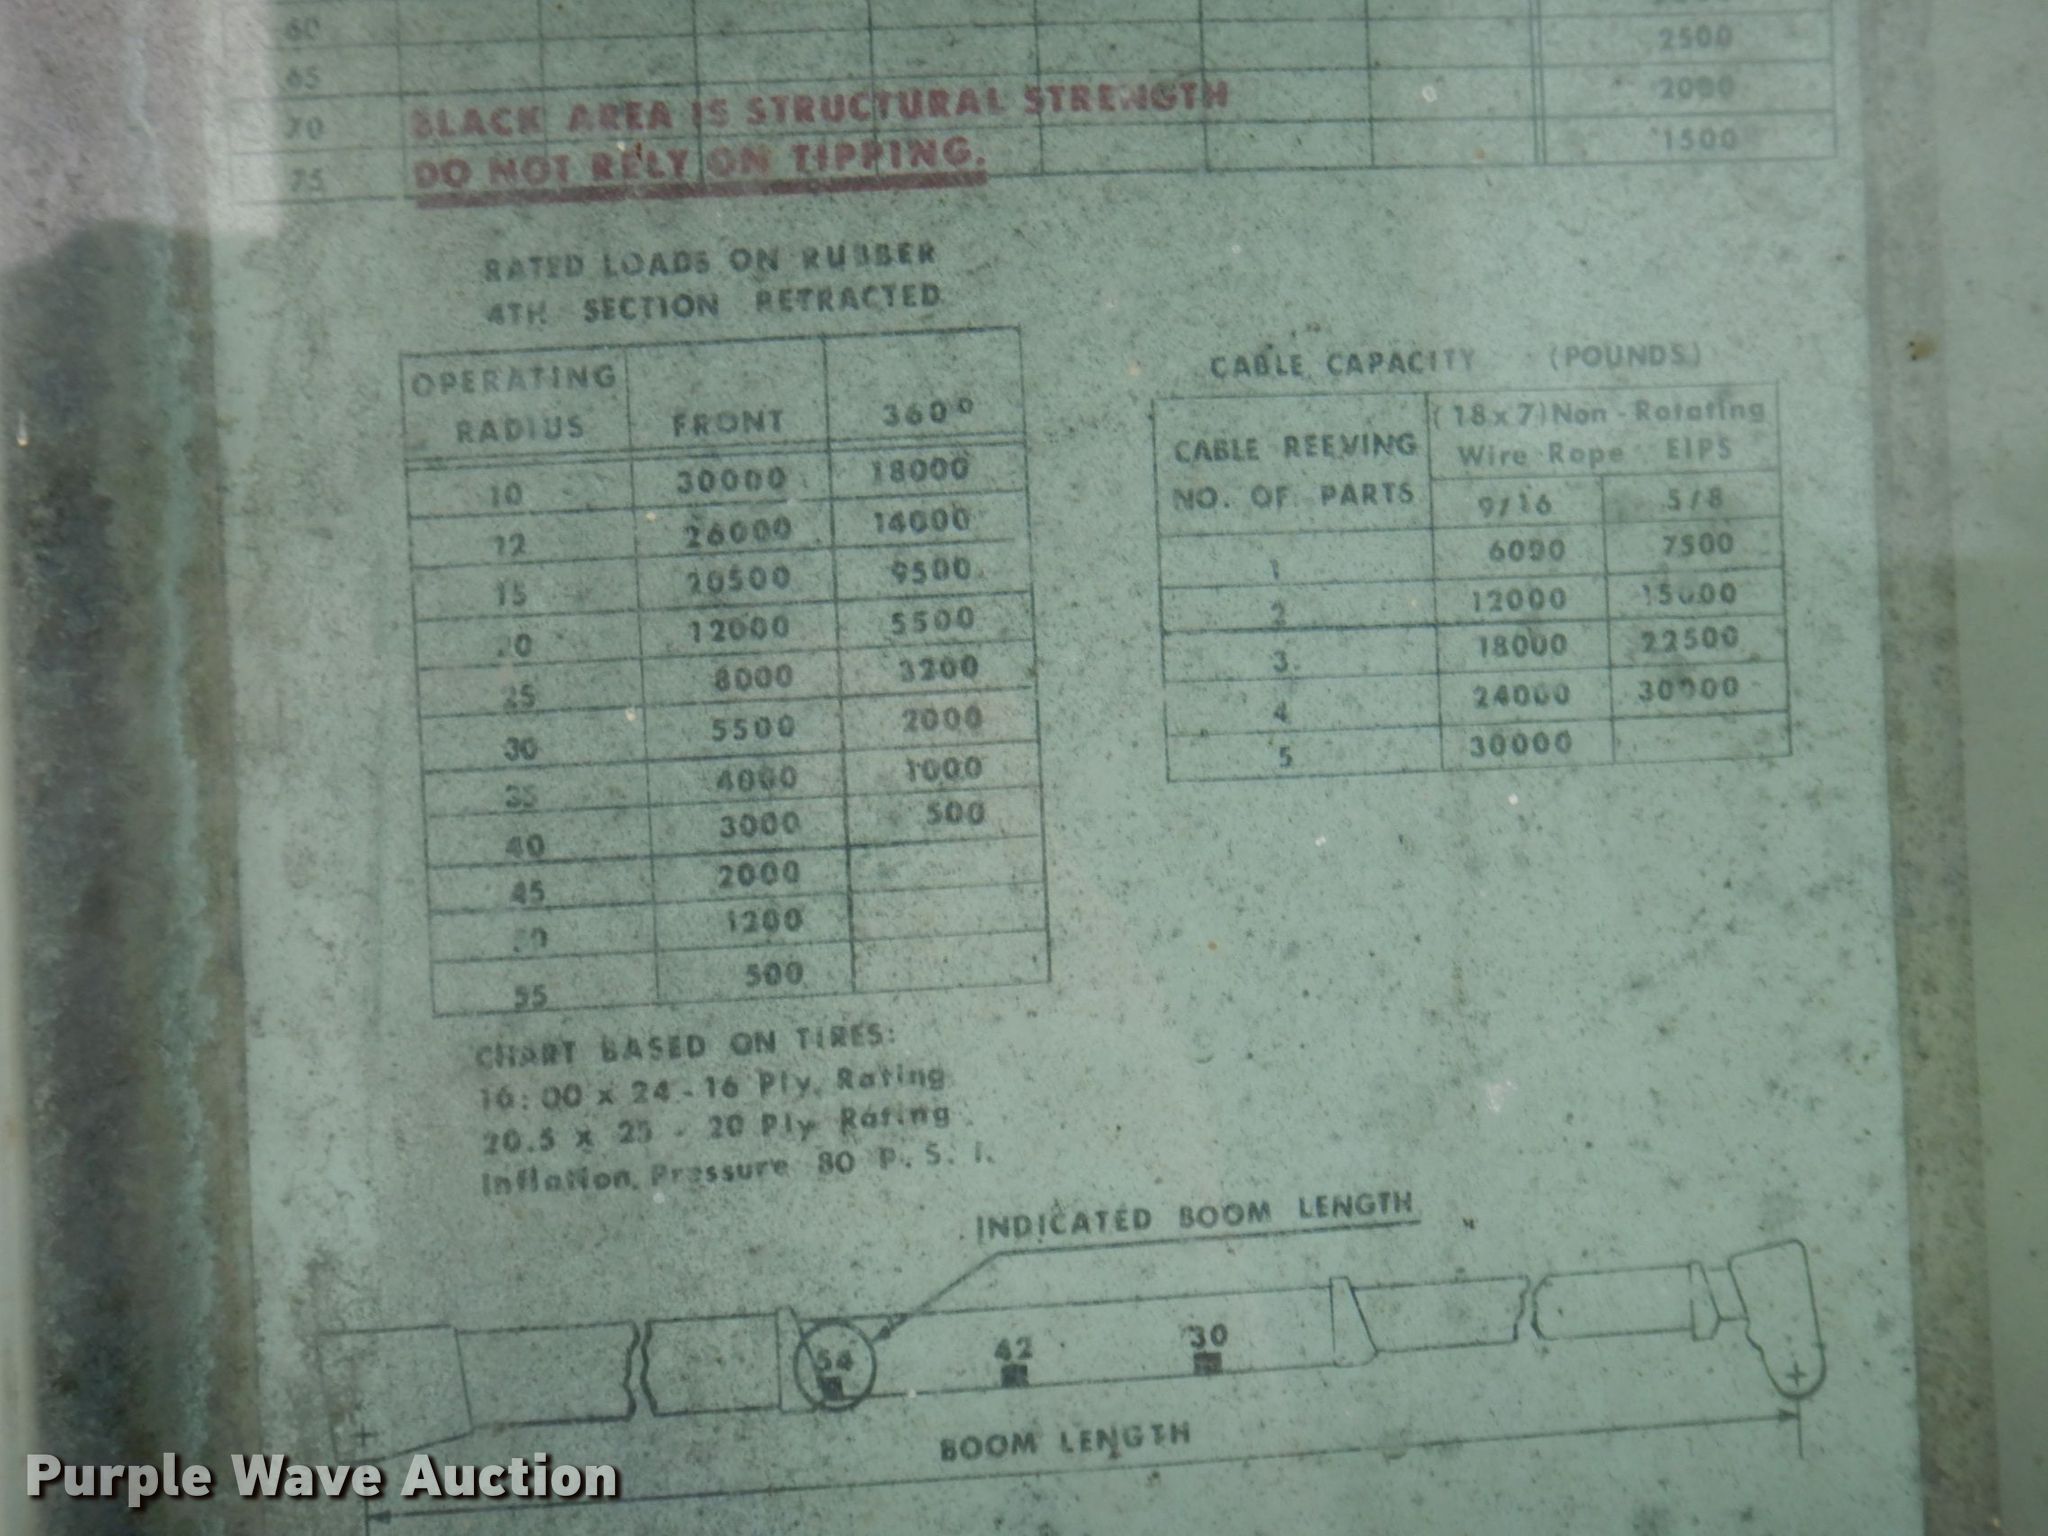 60
2500
65
2000
70 BLACK AREA IS STRUCTURAL STRENGTH
1500
75 DO NOT RELY ON TIPPING.
RATED LOADS ON RUBBER
4TH SECTION RETRACTED
OPERATING RADIUS FRONT 360°
10 30000 18000
12 26000 14000
15 20500 9500
20 12000 5500
25 8000 3200
30 5500 2000
35 4000 1000
40 3000 500
45 2000
50 1200
55 500
CABLE CAPACITY (POUNDS)
CABLE REEVING NO. OF PARTS
(18x7) Non-Rotating
Wire Rope EIPS
9/16 5/8
1 6000 7500
2 12000 15000
3 18000 22500
4 24000 30000
5 30000
CHART BASED ON TIRES:
16:00 x 24 - 16 Ply. Rating
20.5 x 25 - 20 Ply Rating
Inflation Pressure 80 P.S.I.
INDICATED BOOM LENGTH
54 42 30
BOOM LENGTH
Purple Wave Auction